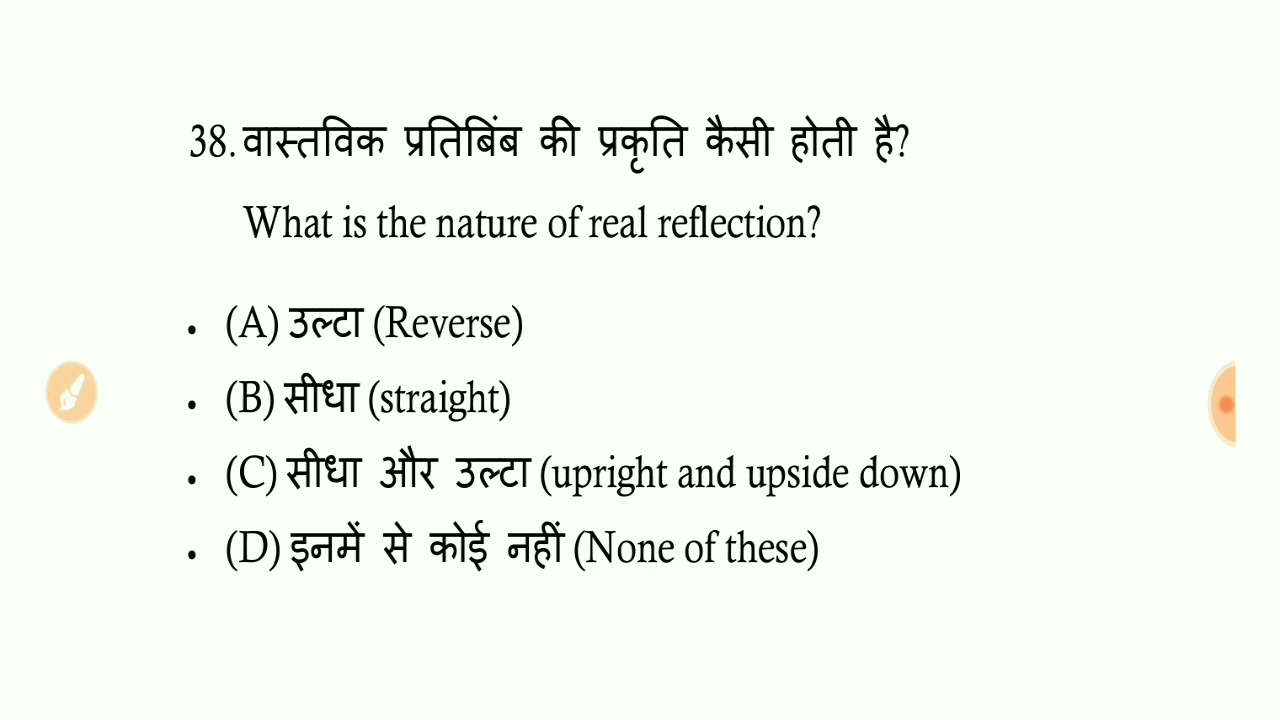 38. वास्तविक प्रतिबिंब की प्रकृति कैसी होती है?
What is the nature of real reflection?
• (A) उल्टा (Reverse)
• (B) सीधा (straight)
• (C) सीधा और उल्टा (upright and upside down)
• (D) इनमें से कोई नहीं (None of these)